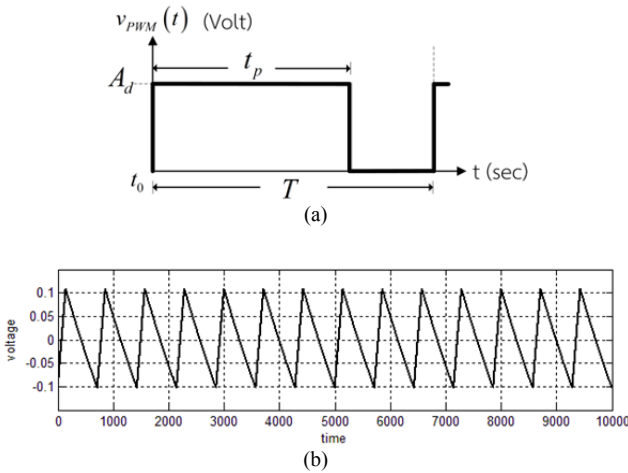 v_PWM (t) (Volt)
t_p
A_d
t_0
T
t (sec)
(a)
voltage
0.1
0.05
0
-0.05
-0.1
0 1000 2000 3000 4000 5000 6000 7000 8000 9000 10000
time
(b)